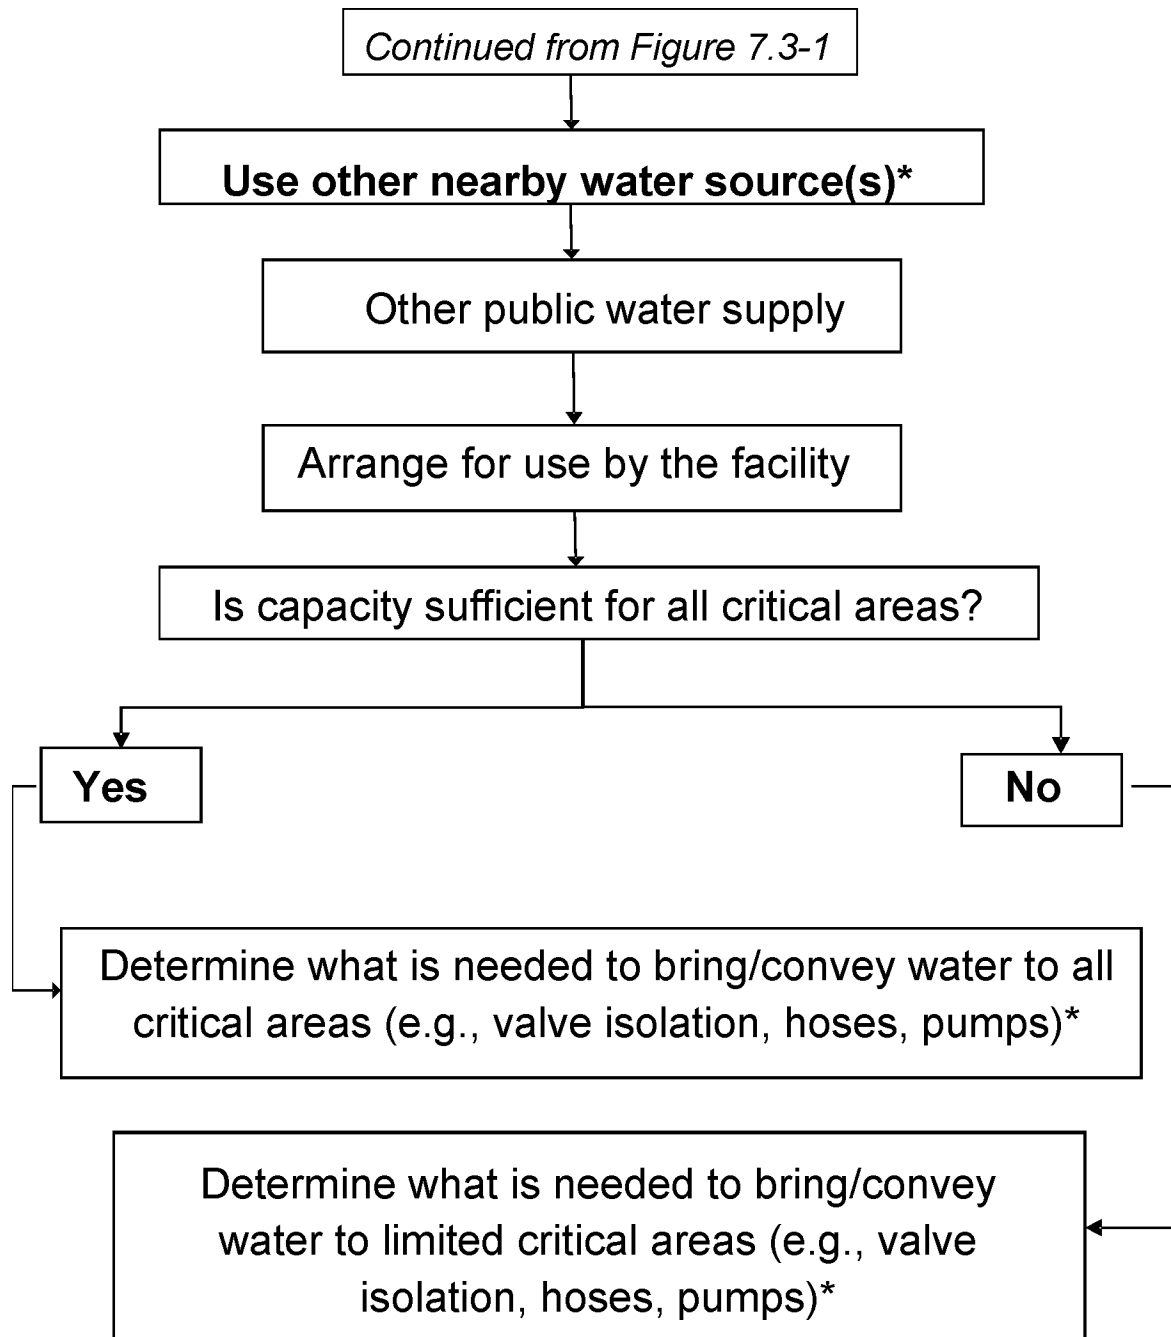 Continued from Figure 7.3-1
Use other nearby water source(s)*
Other public water supply
Arrange for use by the facility
Is capacity sufficient for all critical areas?
Yes
No
Determine what is needed to bring/convey water to all
critical areas (e.g., valve isolation, hoses, pumps)*
Determine what is needed to bring/convey
water to limited critical areas (e.g., valve
isolation, hoses, pumps)*